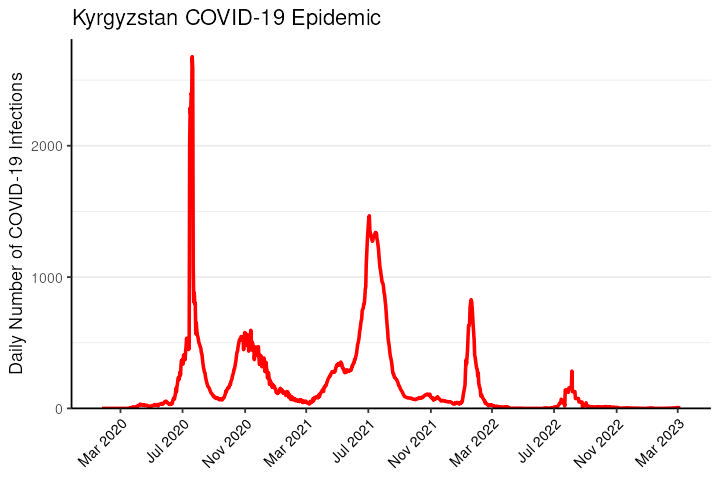 Kyrgyzstan COVID-19 Epidemic
Daily Number of COVID-19 Infections
2000
1000
0
Mar 2020
Jul 2020
Nov 2020
Mar 2021
Jul 2021
Nov 2021
Mar 2022
Jul 2022
Nov 2022
Mar 2023